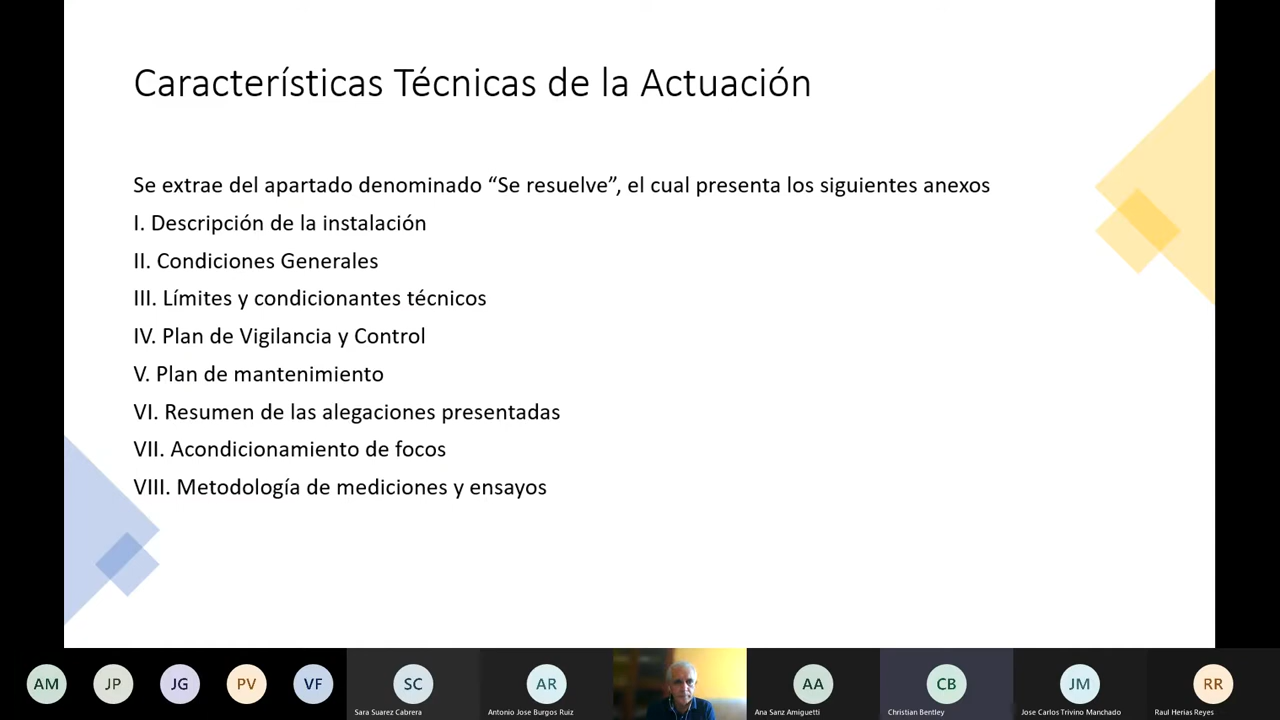 Características Técnicas de la Actuación
Se extrae del apartado denominado “Se resuelve”, el cual presenta los siguientes anexos
I. Descripción de la instalación
II. Condiciones Generales
III. Límites y condicionantes técnicos
IV. Plan de Vigilancia y Control
V. Plan de mantenimiento
VI. Resumen de las alegaciones presentadas
VII. Acondicionamiento de focos
VIII. Metodología de mediciones y ensayos
AM JP JG PV VF SC AR AA CB JM RR
Sara Suarez Cabrera Antonio Jose Burgos Ruiz Ana Sanz Amiguetti Christian Bentley Jose Carlos Trivino Manchado Raul Herias Reyes